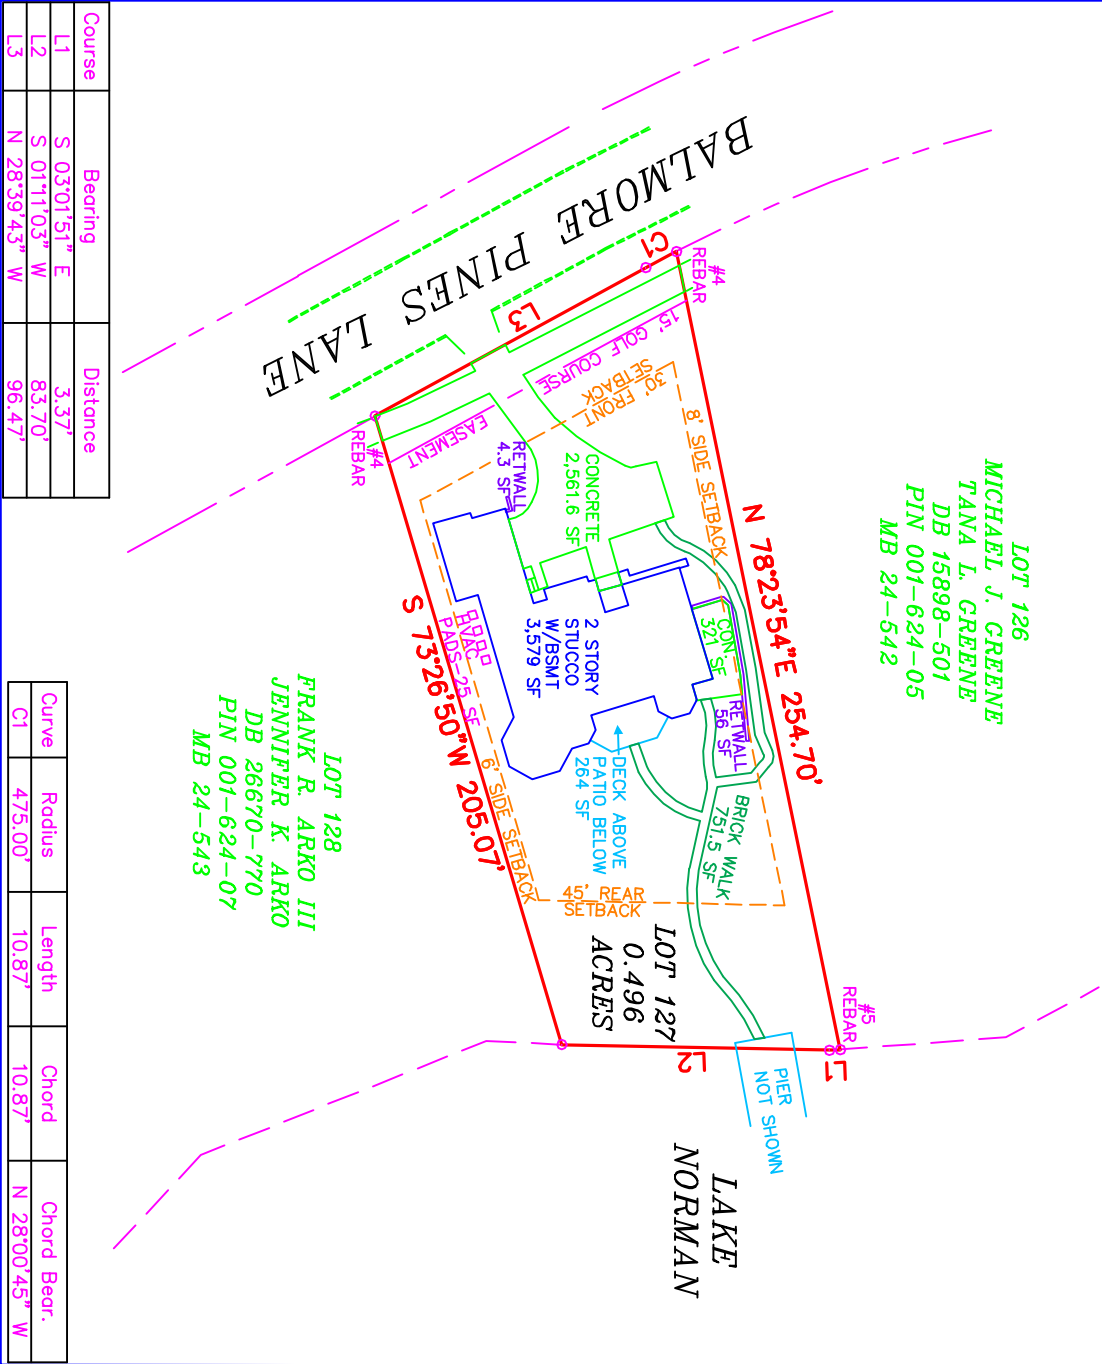 LOT 126
MICHAEL J. GREENE
TANA L. GREENE
DB 15898-501
PIN 001-624-05
MB 24-542
BALMORE PINES LANE
C1
#4
REBAR
L3
15' GOLF COURSE
EASEMENT
30' FRONT
SETBACK
8' SIDE SETBACK
N 78°23'54"E 254.70'
#4
REBAR
RETWALL
4.3 SF
CONCRETE
2,561.6 SF
CON.
321 SF
RETWALL
56 SF
2 STORY
STUCCO
W/BSMT
3,579 SF
HVAC
PADS-25 SF
S 73°26'50"W 205.07'
6' SIDE SETBACK
DECK ABOVE
PATIO BELOW
264 SF
BRICK WALK
751.5 SF
45' REAR
SETBACK
LOT 127
0.496
ACRES
#5
REBAR
L1
L2
PIER
NOT SHOWN
LAKE
NORMAN
LOT 128
FRANK R. ARKO III
JENNIFER K. ARKO
DB 26670-770
PIN 001-624-07
MB 24-543
Course Bearing Distance
L1 S 03°01'51" E 3.37'
L2 S 01°11'03" W 83.70'
L3 N 28°39'43" W 96.47'
Curve Radius Length Chord Chord Bear.
C1 475.00' 10.87' 10.87' N 28°00'45" W